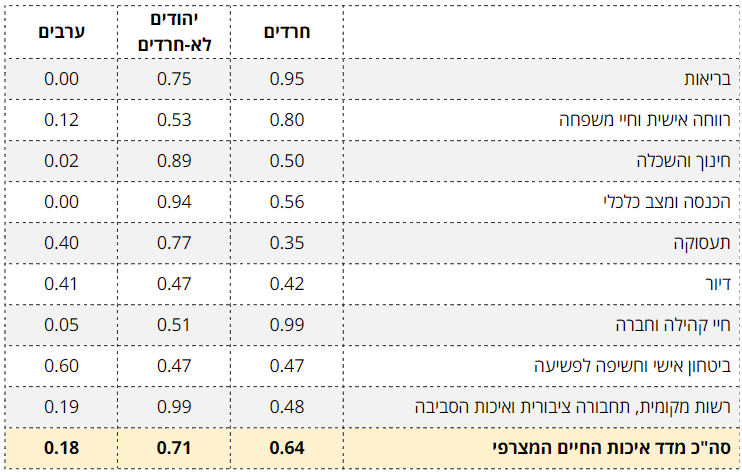 חרדים יהודים לא-חרדים ערבים
בריאות 0.95 0.75 0.00
רווחה אישית וחיי משפחה 0.80 0.53 0.12
חינוך והשכלה 0.50 0.89 0.02
הכנסה ומצב כלכלי 0.56 0.94 0.00
תעסוקה 0.35 0.77 0.40
דיור 0.42 0.47 0.41
חיי קהילה וחברה 0.99 0.51 0.05
ביטחון אישי וחשיפה לפשיעה 0.47 0.47 0.60
רשות מקומית, תחבורה ציבורית ואיכות הסביבה 0.48 0.99 0.19
סה"כ מדד איכות החיים המצרפי 0.64 0.71 0.18